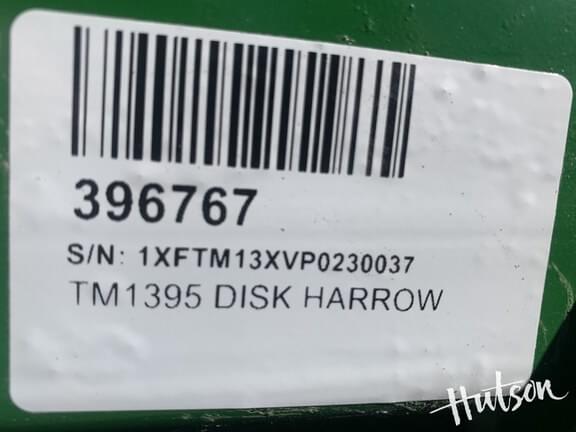 396767
S/N: 1XFTM13XVP0230037
TM1395 DISK HARROW
Hutson